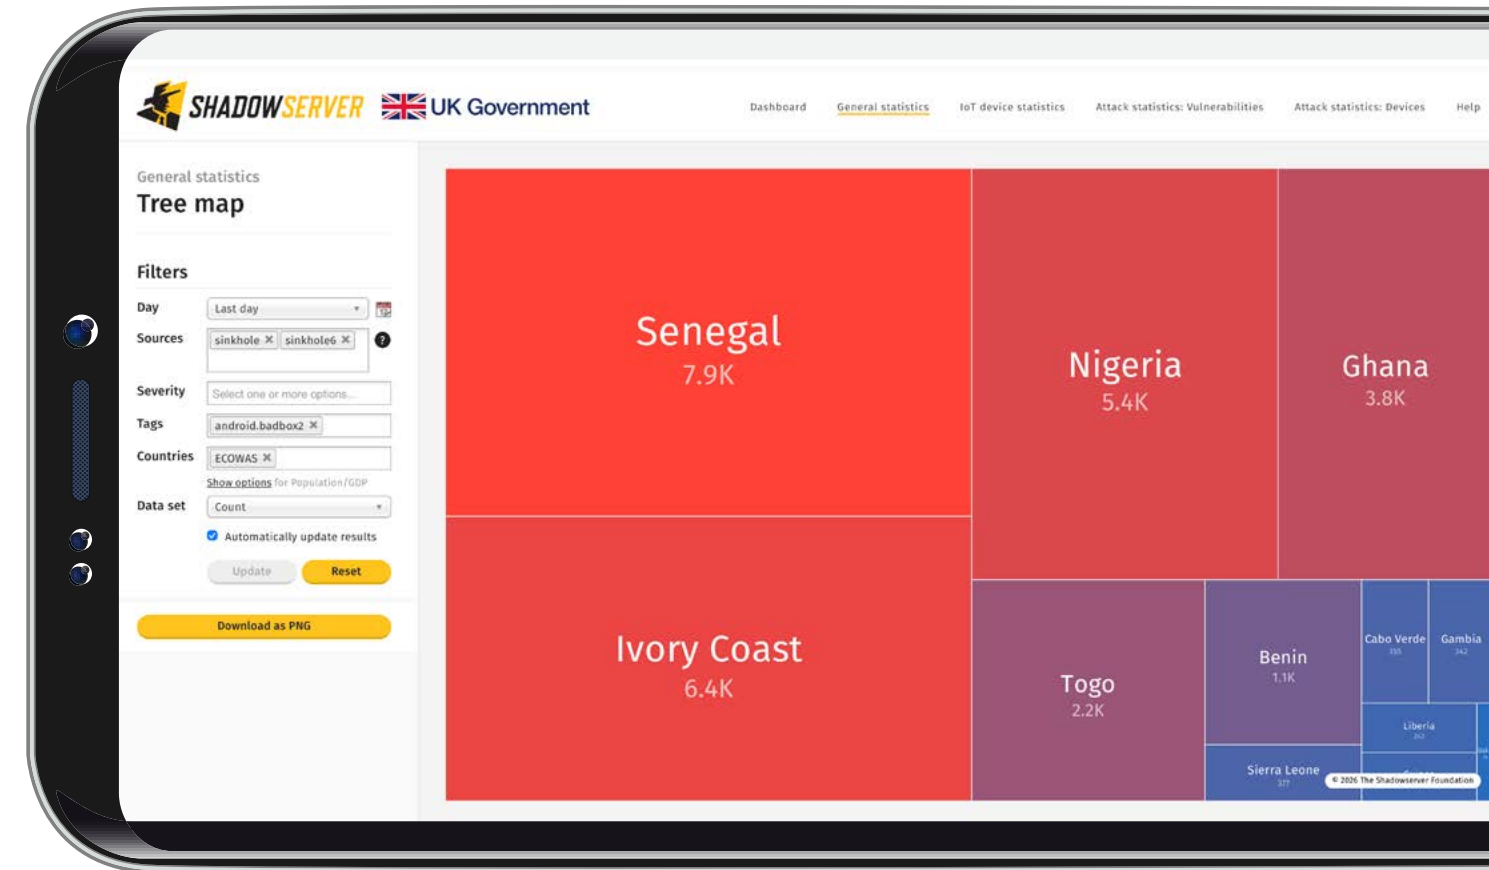 SHADOWSERVER UK Government
Dashboard General statistics IoT device statistics Attack statistics: Vulnerabilities Attack statistics: Devices Help
General statistics
Tree map
Filters
Day Last day
Sources sinkhole × sinkhole6 × ?
Severity Select one or more options...
Tags android.badbox2 ×
Countries ECOWAS ×
Show options for Population/GDP
Data set Count
Automatically update results
Update Reset
Download as PNG
Senegal
7.9K
Nigeria
5.4K
Ghana
3.8K
Ivory Coast
6.4K
Togo
2.2K
Benin
1.1K
Cabo Verde
Gambia
342
Liberia
Sierra Leone
327
© 2026 The Shadowserver Foundation